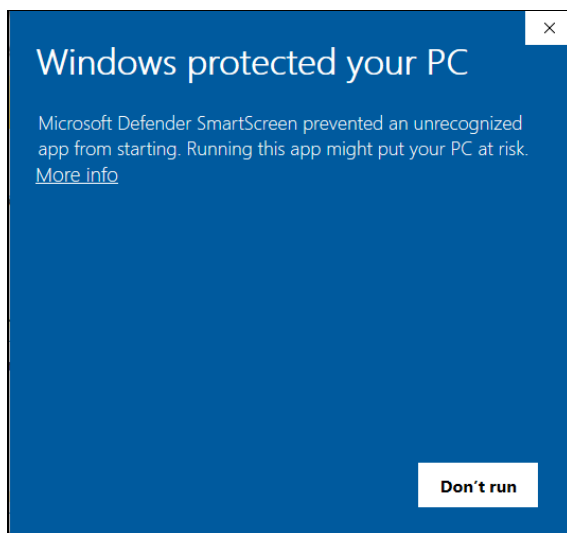 Windows protected your PC
Microsoft Defender SmartScreen prevented an unrecognized
app from starting. Running this app might put your PC at risk.
More info
Don't run